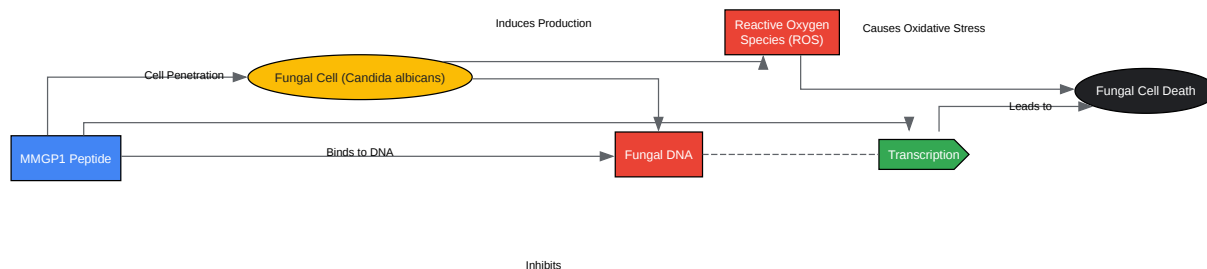 Induces Production
Reactive Oxygen
Species (ROS)
Causes Oxidative Stress
Cell Penetration
Fungal Cell (Candida albicans)
Fungal Cell Death
Leads to
MMGP1 Peptide
Binds to DNA
Fungal DNA
Transcription
Inhibits